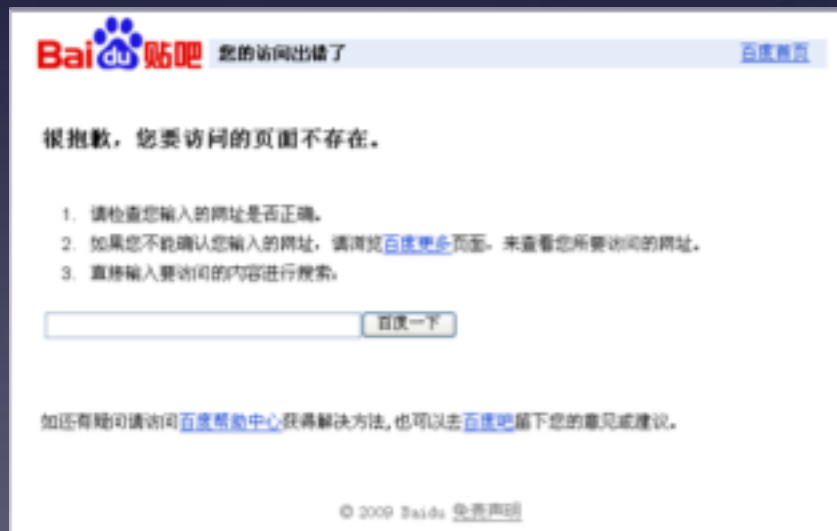 Baidu贴吧 您的访问出错了 百度首页
很抱歉，您要访问的页面不存在。
1. 请检查您输入的网址是否正确。
2. 如果您不能确认您输入的网址，请浏览百度更多页面，来查看您所要访问的网址。
3. 直接输入要访问的内容进行搜索。
百度一下
如还有疑问请访问百度帮助中心获得解决方法,也可以去百度吧留下您的意见或建议。
© 2009 Baidu 免责声明